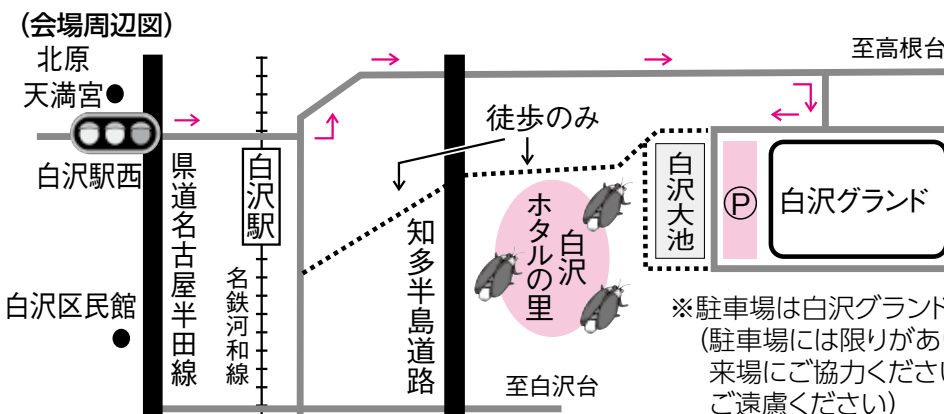 (会場周辺図)
北原
天満宮
白沢駅西
県道名古屋半田線
白沢駅
名鉄河和線
白沢区民館
徒歩のみ
知多半島道路
白沢
ホタルの里
白沢大池
Ⓟ
白沢グランド
至高根台
至白沢台
※駐車場は白沢グランド
(駐車場には限りがあ
来場にご協力くださ
ご遠慮ください)